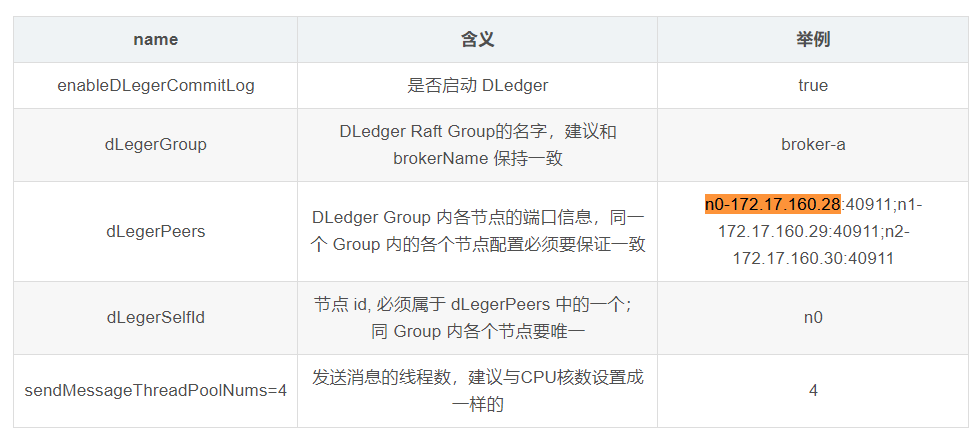 name 含义 举例
enableDLegerCommitLog 是否启动 DLedger true
dLegerGroup
DLedger Raft Group的名字，建议和
brokerName 保持一致
broker-a
dLegerPeers
DLedger Group 内各节点的端口信息，同一
个 Group 内的各个节点配置必须要保证一致
n0-172.17.160.28:40911;n1-
172.17.160.29:40911;n2-
172.17.160.30:40911
dLegerSelfId
节点 id, 必须属于 dLegerPeers 中的一个；
同 Group 内各个节点要唯一
n0
sendMessageThreadPoolNums=4
发送消息的线程数，建议与CPU核数设置成
一样的
4